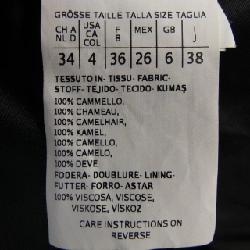 GRÖSSE TAILLE TALLA SIZE TAGLIA
CH A USA F MEX GB I
NL D CA COL B J
34 4 36 26 6 38
TESSUTO IN- TISSU- FABRIC-
STOFF- TEJIDO- TECIDO- KUMAŞ
100% CAMMELLO,
100% CHAMEAU,
100% CAMELHAIR,
100% KAMEL,
100% CAMELLO,
100% CAMELO,
100% DEVE
FODERA- DOUBLURE- LINING-
FUTTER- FORRO- ASTAR
100% VISCOSA, VISCOSE,
VISKOSE, VİSKOZ
CARE INSTRUCTIONS ON
REVERSE